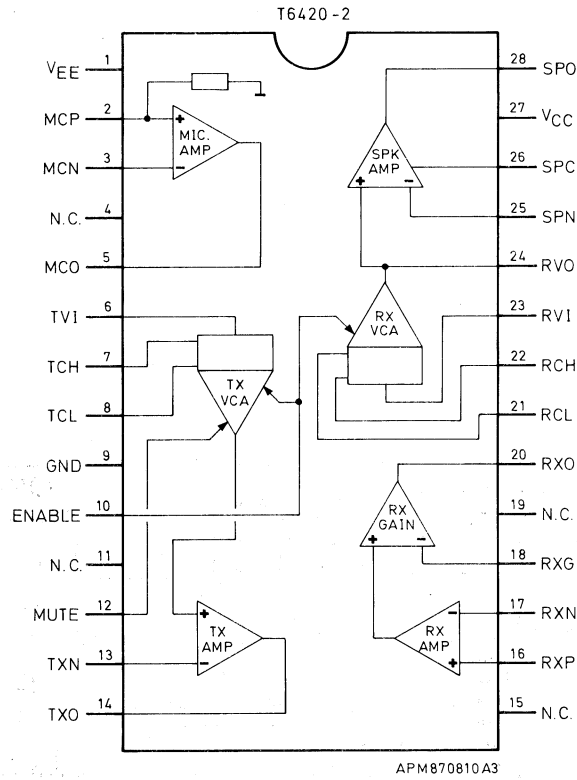 T6420-2
VEE 1
MCP 2
MCN 3
N.C. 4
MCO 5
TVI 6
TCH 7
TCL 8
GND 9
ENABLE 10
N.C. 11
MUTE 12
TXN 13
TXO 14
28 SPO
27 VCC
26 SPC
25 SPN
24 RVO
23 RVI
22 RCH
21 RCL
20 RXO
19 N.C.
18 RXG
17 RXN
16 RXP
15 N.C.
+
MIC.
AMP
-
SPK
AMP
+ -
RX
VCA
TX
VCA
RX
GAIN
+ -
+
TX
AMP
-
-
RX
AMP
+
APM870810A3